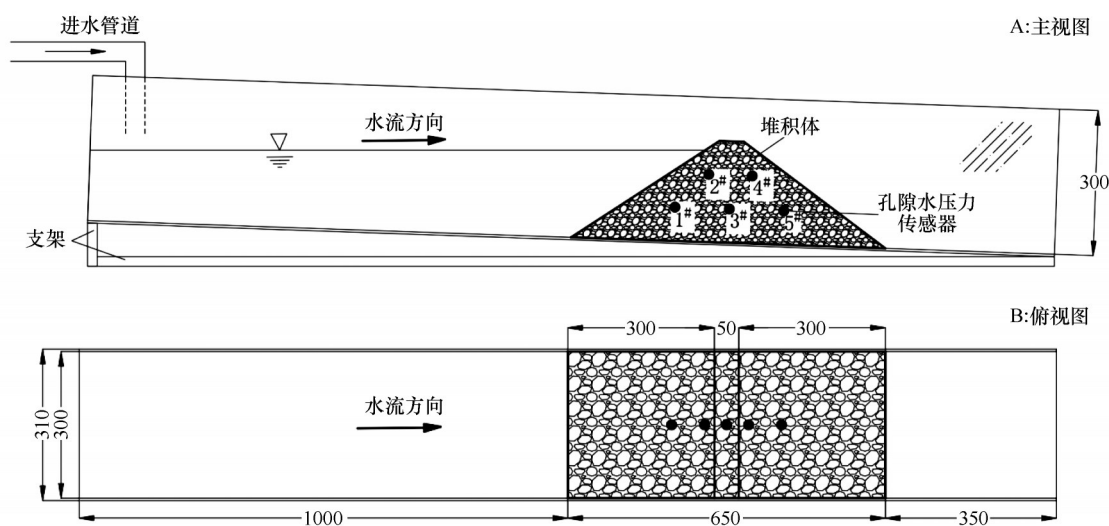 进水管道
A:主视图
水流方向
堆积体
2#
4#
300
1#
3#
5#
孔隙水压力
传感器
支架
B:俯视图
300
50
300
水流方向
310
300
1000
650
350